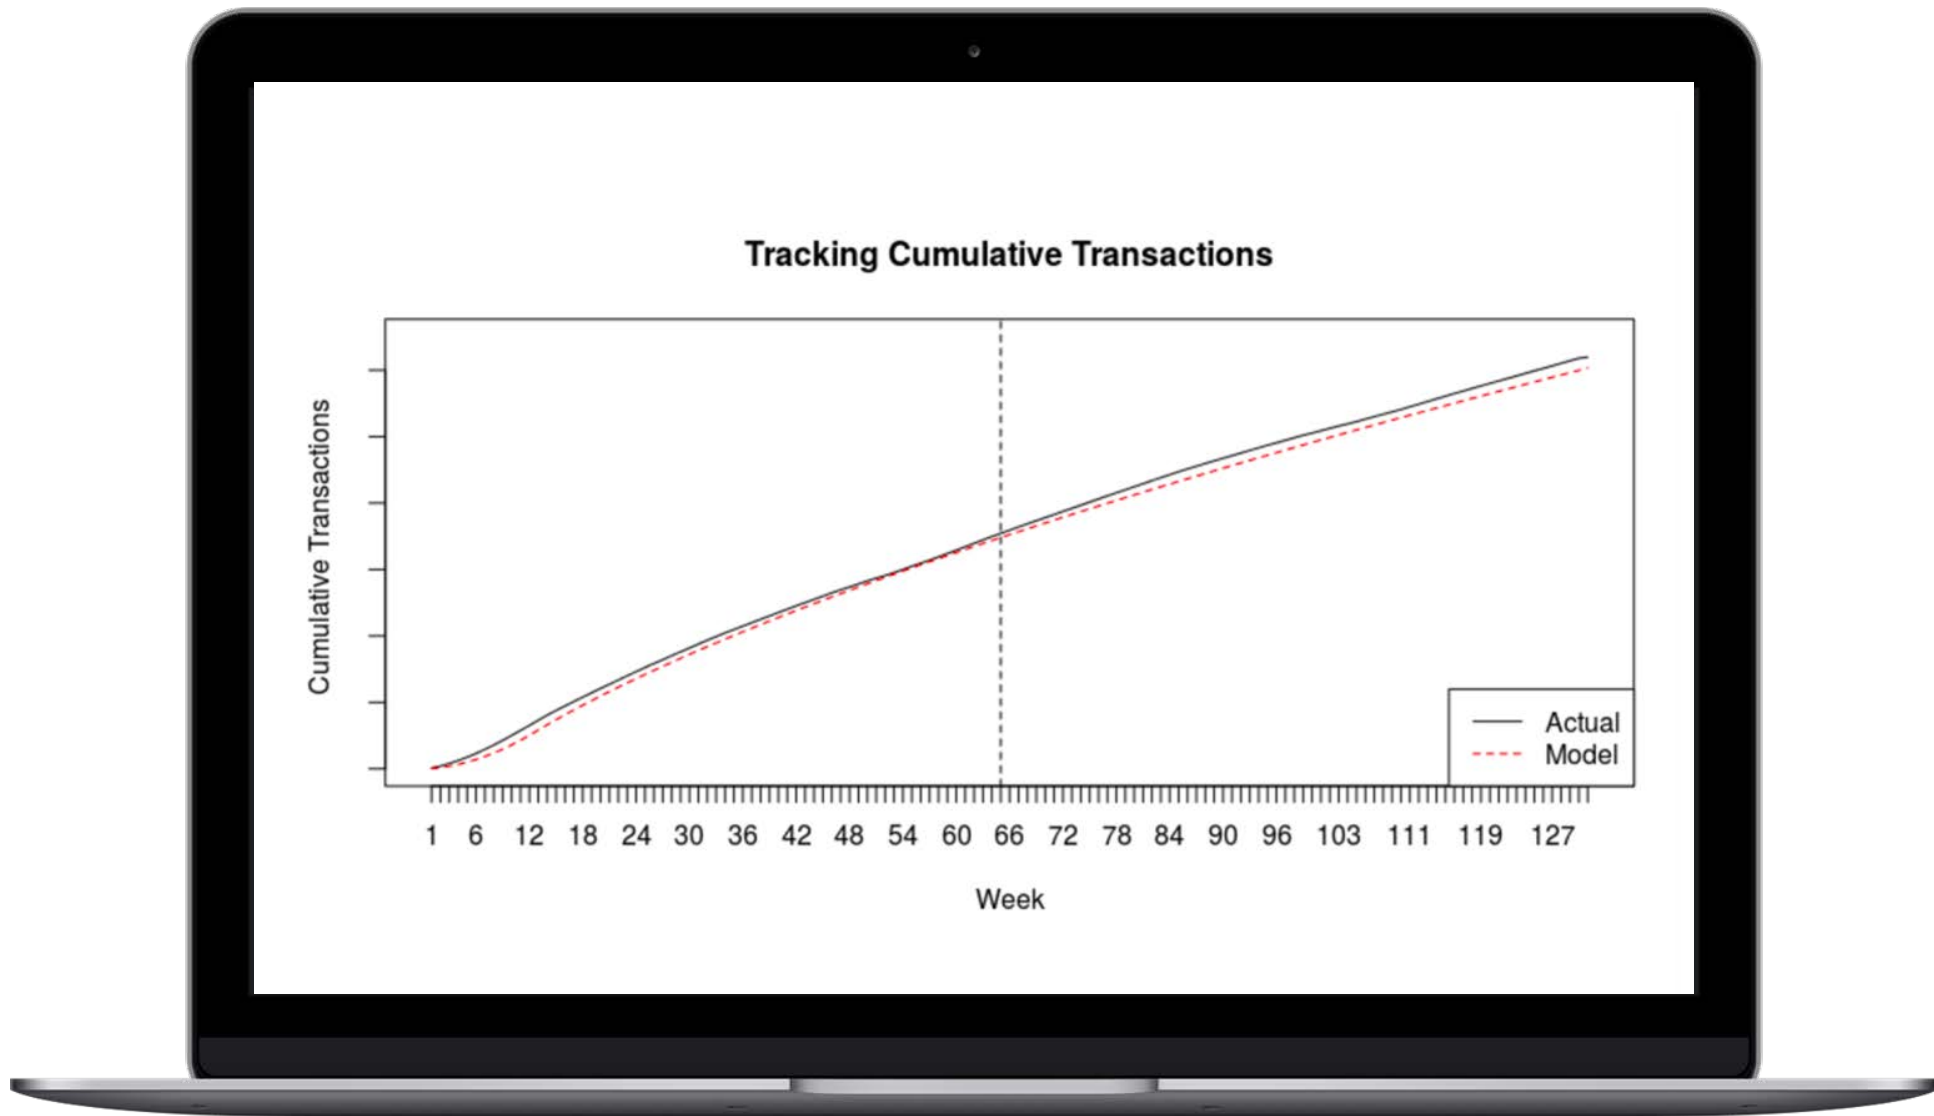 Tracking Cumulative Transactions
Cumulative Transactions
Actual
Model
1 6 12 18 24 30 36 42 48 54 60 66 72 78 84 90 96 103 111 119 127
Week